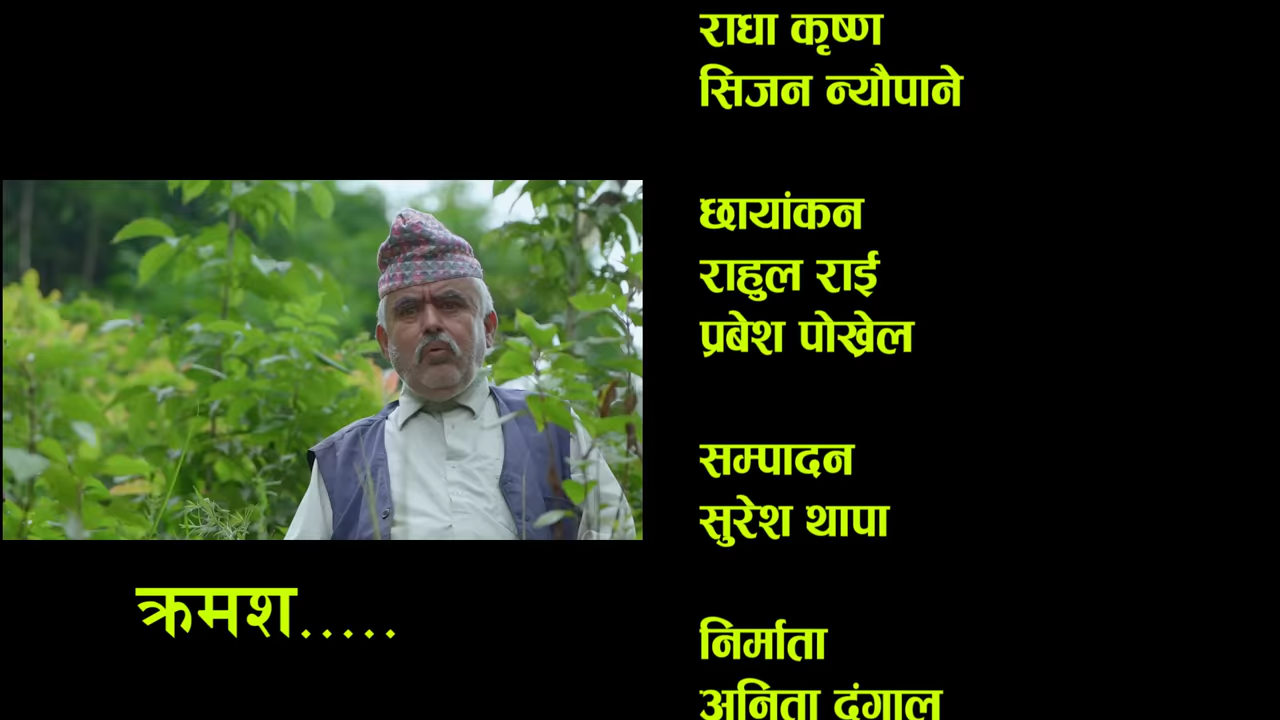 राधा कृष्ण
सिजन न्यौपाने
छायांकन
राहुल राई
प्रबेश पोखेल
सम्पादन
सुरेश थापा
निर्माता
अनिता दंगाल
क्रमश.....